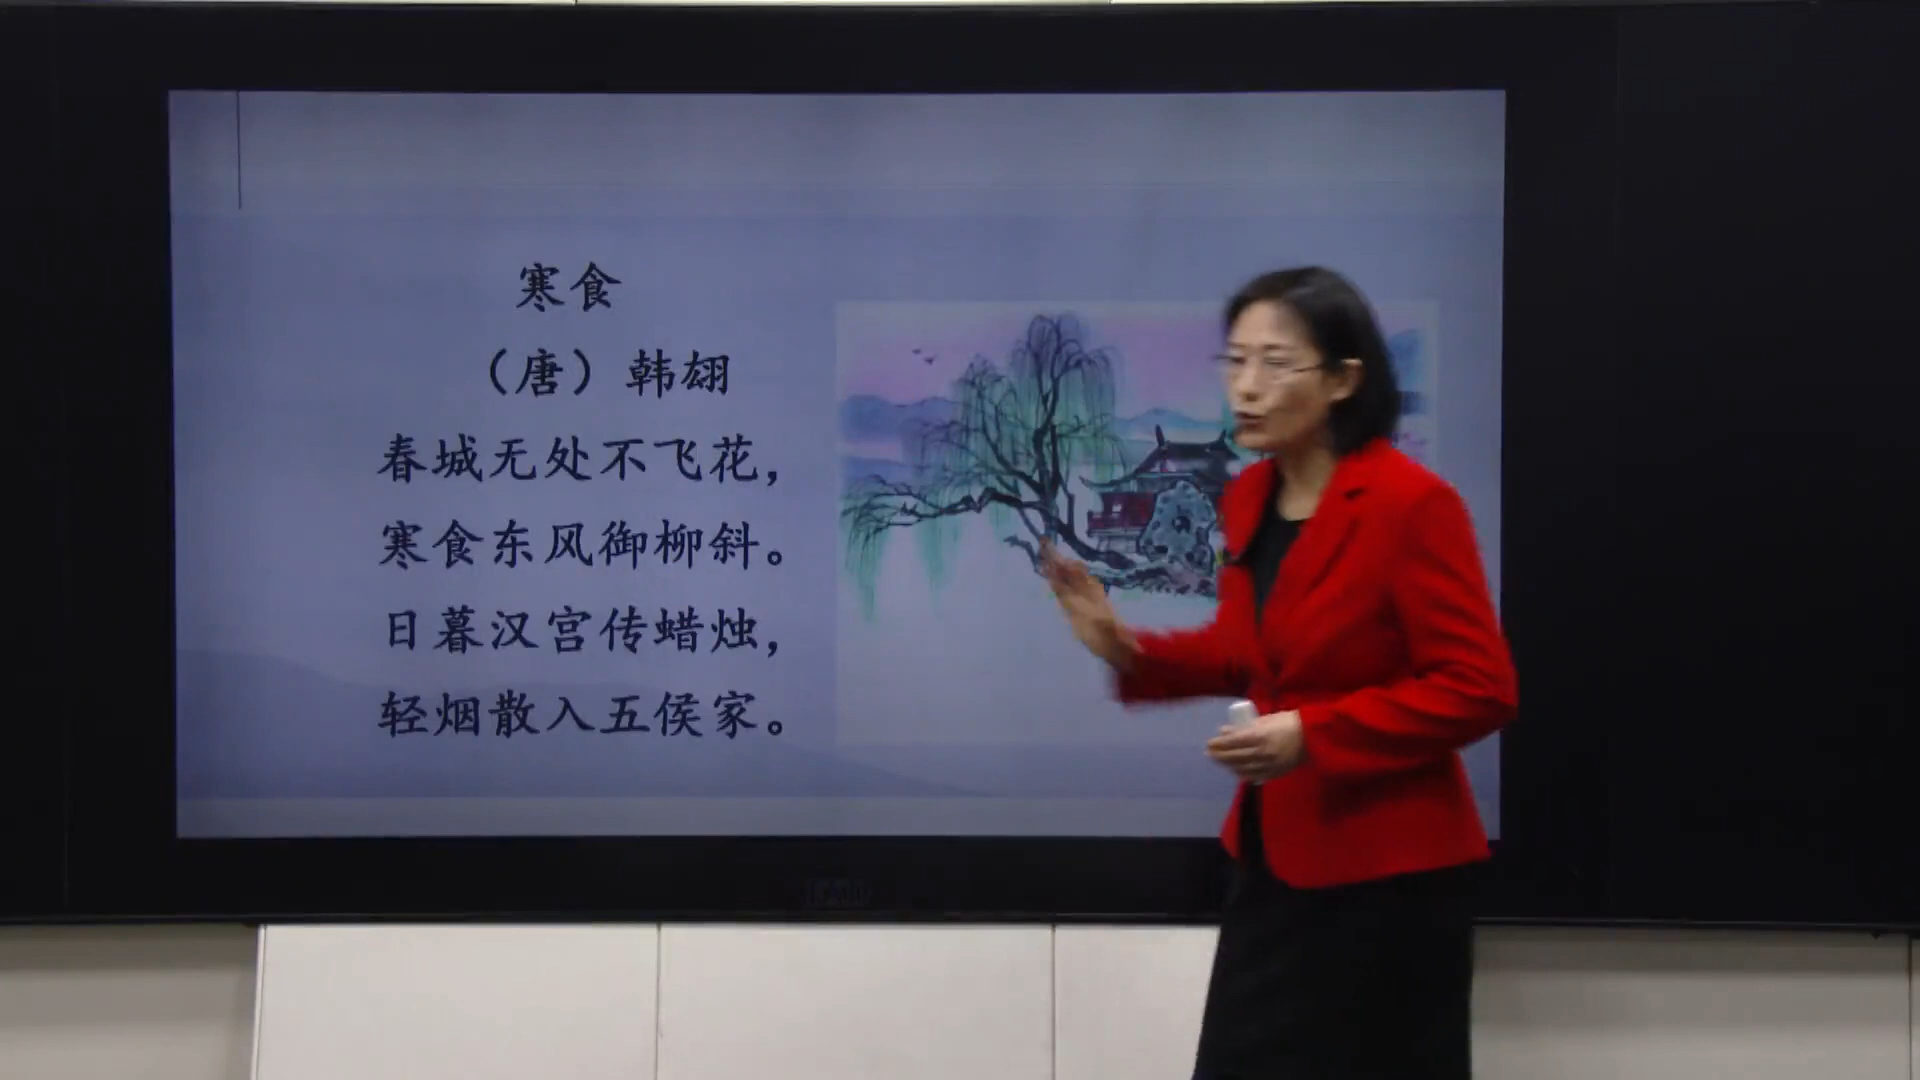 寒食
（唐）韩翃
春城无处不飞花，
寒食东风御柳斜。
日暮汉宫传蜡烛，
轻烟散入五侯家。